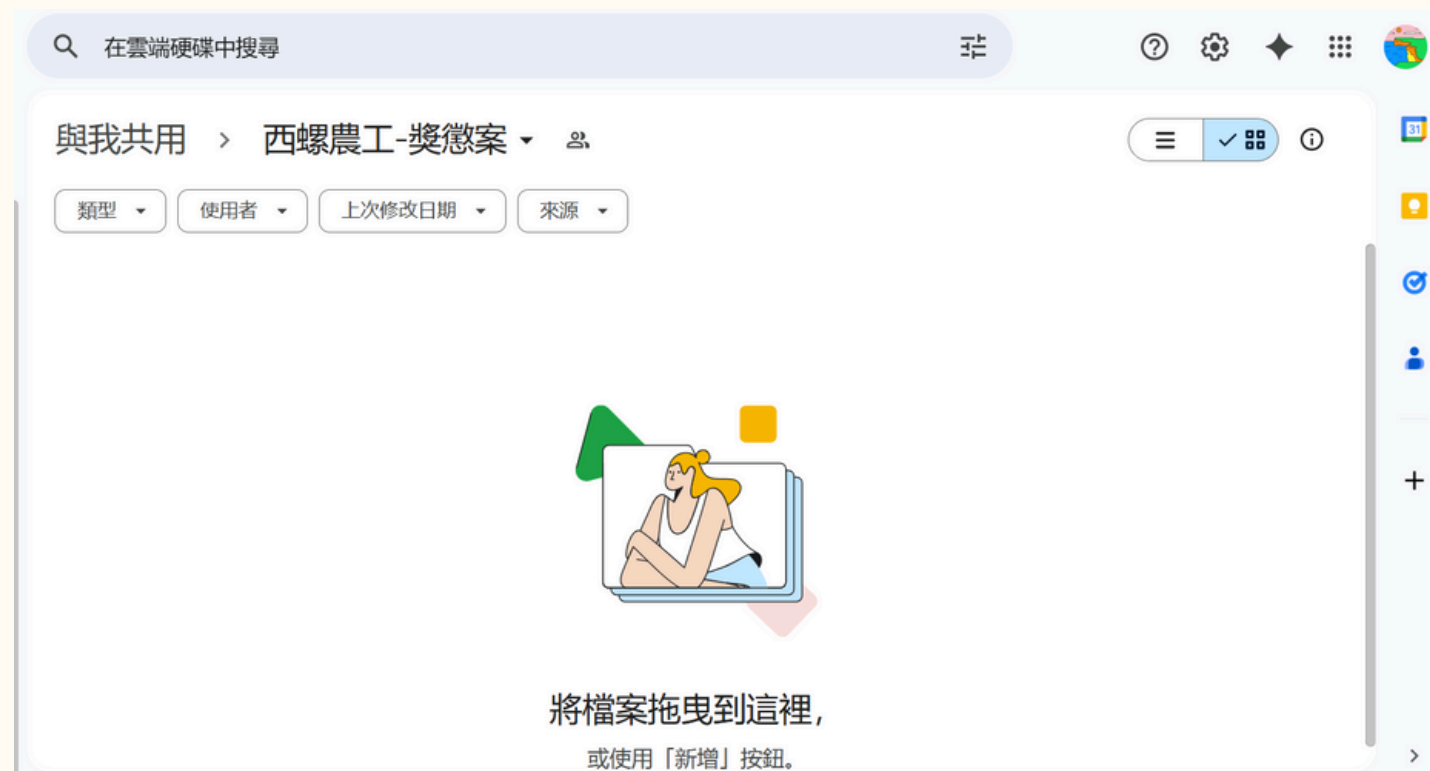 在雲端硬碟中搜尋
與我共用 > 西螺農工-獎懲案
類型 使用者 上次修改日期 來源
31
將檔案拖曳到這裡,
或使用「新增」按鈕。